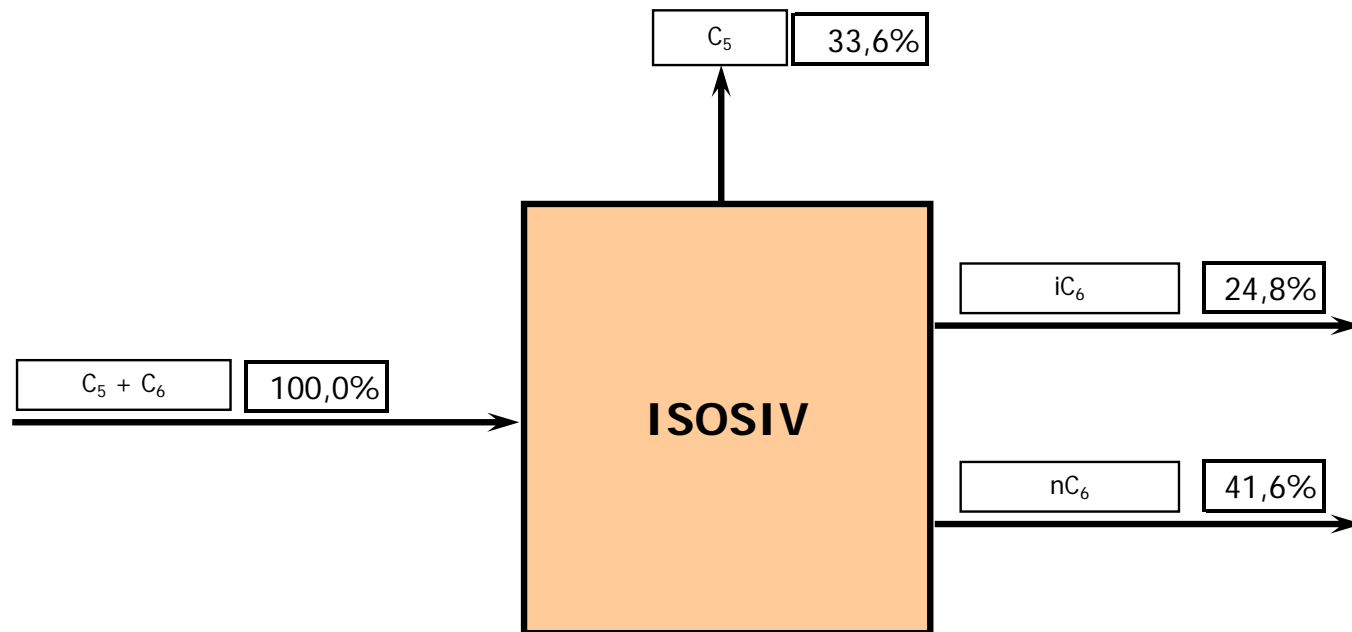 C₅ 33,6%
iC₆ 24,8%
C₅ + C₆ 100,0%
ISOSIV
nC₆ 41,6%